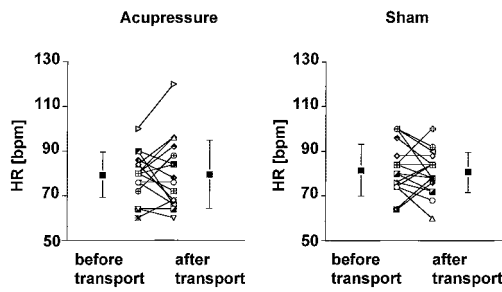 Acupressure
Sham
HR [bpm]
130
110
90
70
50
before
transport
after
transport
HR [bpm]
130
110
90
70
50
before
transport
after
transport